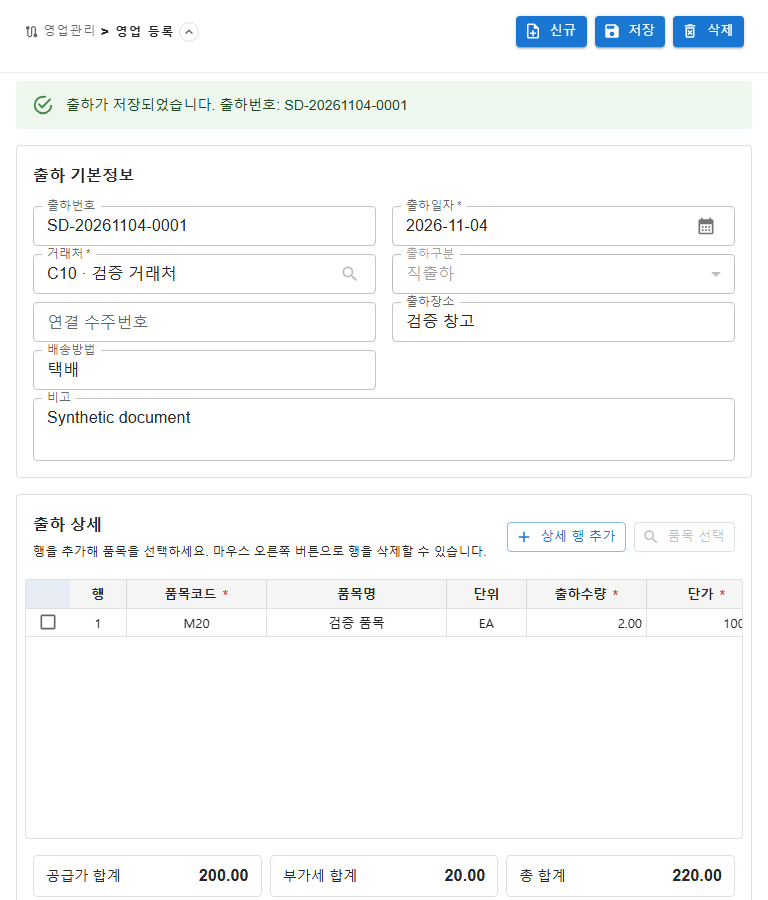 영업관리 > 영업 등록
신규
저장
삭제
출하가 저장되었습니다. 출하번호: SD-20261104-0001
출하 기본정보
출하번호
SD-20261104-0001
출하일자 *
2026-11-04
거래처 *
C10 · 검증 거래처
출하구분
직출하
연결 수주번호
출하장소
검증 창고
배송방법
택배
비고
Synthetic document
출하 상세
행을 추가해 품목을 선택하세요. 마우스 오른쪽 버튼으로 행을 삭제할 수 있습니다.
+ 상세 행 추가
품목 선택
행 품목코드 * 품목명 단위 출하수량 * 단가 *
1 M20 검증 품목 EA 2.00 100
공급가 합계 200.00
부가세 합계 20.00
총 합계 220.00